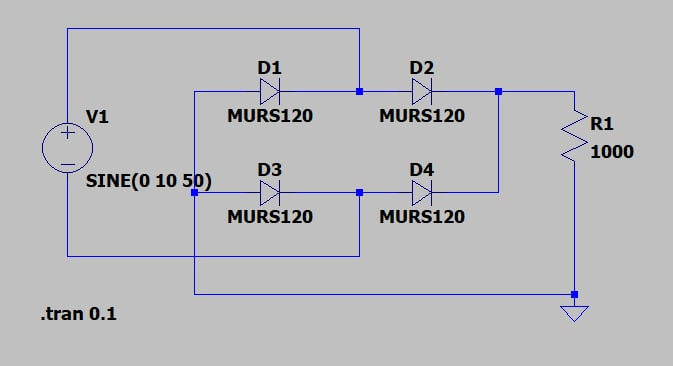 D1
D2
MURS120
MURS120
V1
R1
1000
D3
D4
SINE(0 10 50)
MURS120
MURS120
.tran 0.1